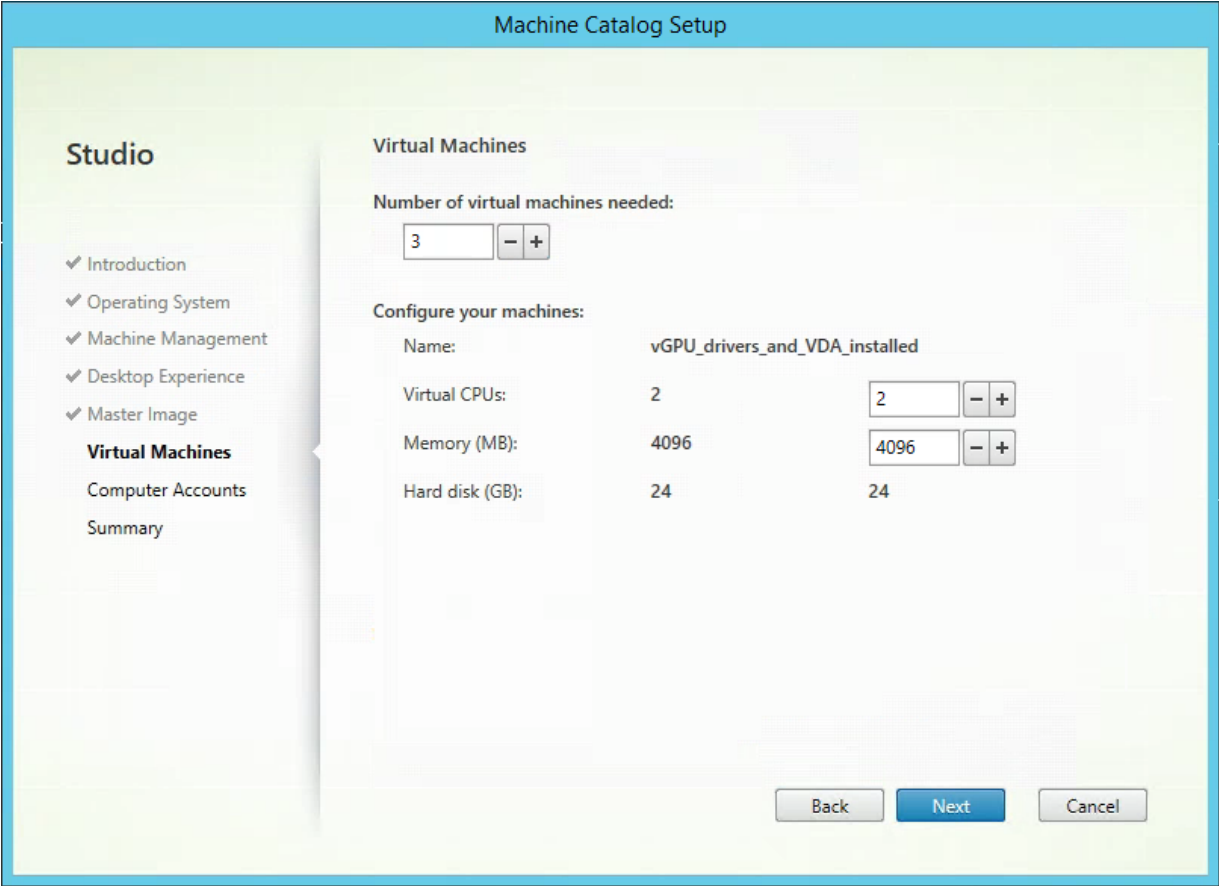 Machine Catalog Setup
Studio
Introduction
Operating System
Machine Management
Desktop Experience
Master Image
Virtual Machines
Computer Accounts
Summary
Virtual Machines
Number of virtual machines needed:
3 − +
Configure your machines:
Name: vGPU_drivers_and_VDA_installed
Virtual CPUs: 2 2 − +
Memory (MB): 4096 4096 − +
Hard disk (GB): 24 24
Back Next Cancel